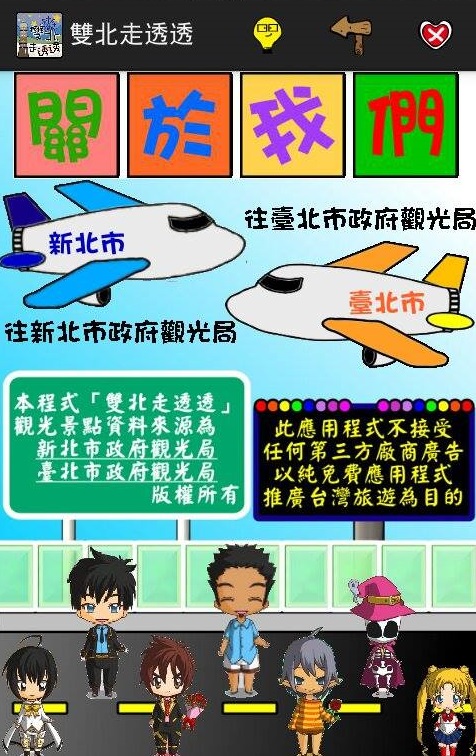 雙北走透透
雙北
走透透
關於我們
新北市
往臺北市政府觀光局
臺北市
往新北市政府觀光局
本程式「雙北走透透」
觀光景點資料來源為
新北市政府觀光局
臺北市政府觀光局
版權所有
此應用程式不接受
任何第三方廠商廣告
以純免費應用程式
推廣台灣旅遊為目的